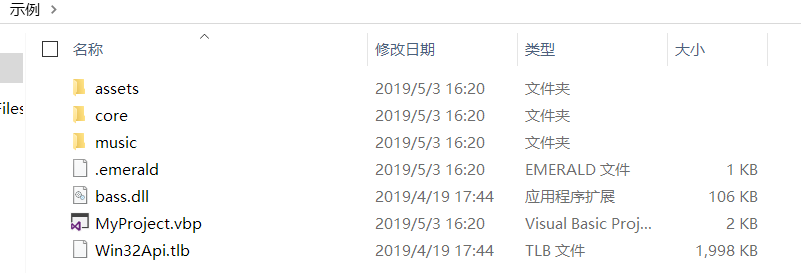 示例
名称 修改日期 类型 大小
assets 2019/5/3 16:20 文件夹
core 2019/5/3 16:20 文件夹
Files
music 2019/5/3 16:20 文件夹
.emerald 2019/5/3 16:20 EMERALD 文件 1 KB
bass.dll 2019/4/19 17:44 应用程序扩展 106 KB
MyProject.vbp 2019/5/3 16:20 Visual Basic Proj... 2 KB
Win32Api.tlb 2019/4/19 17:44 TLB 文件 1,998 KB